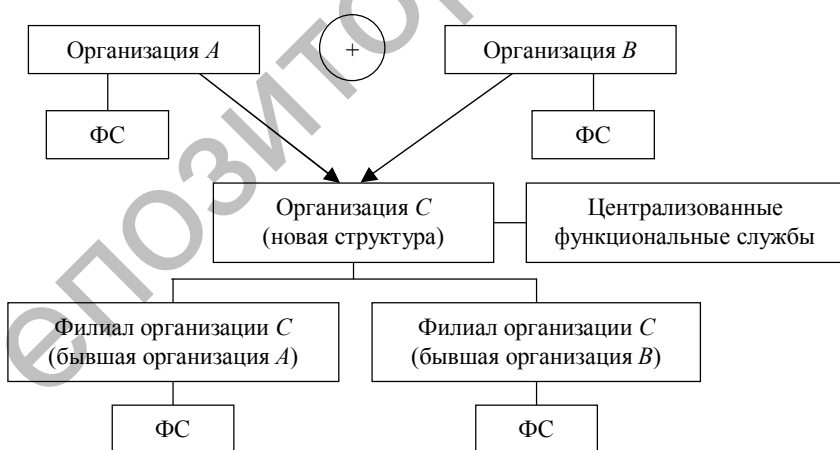 Организация A
+
Организация B
ФС
ФС
Организация C
(новая структура)
Централизованные
функциональные службы
Филиал организации C
(бывшая организация A)
Филиал организации C
(бывшая организация B)
ФС
ФС
епозитор